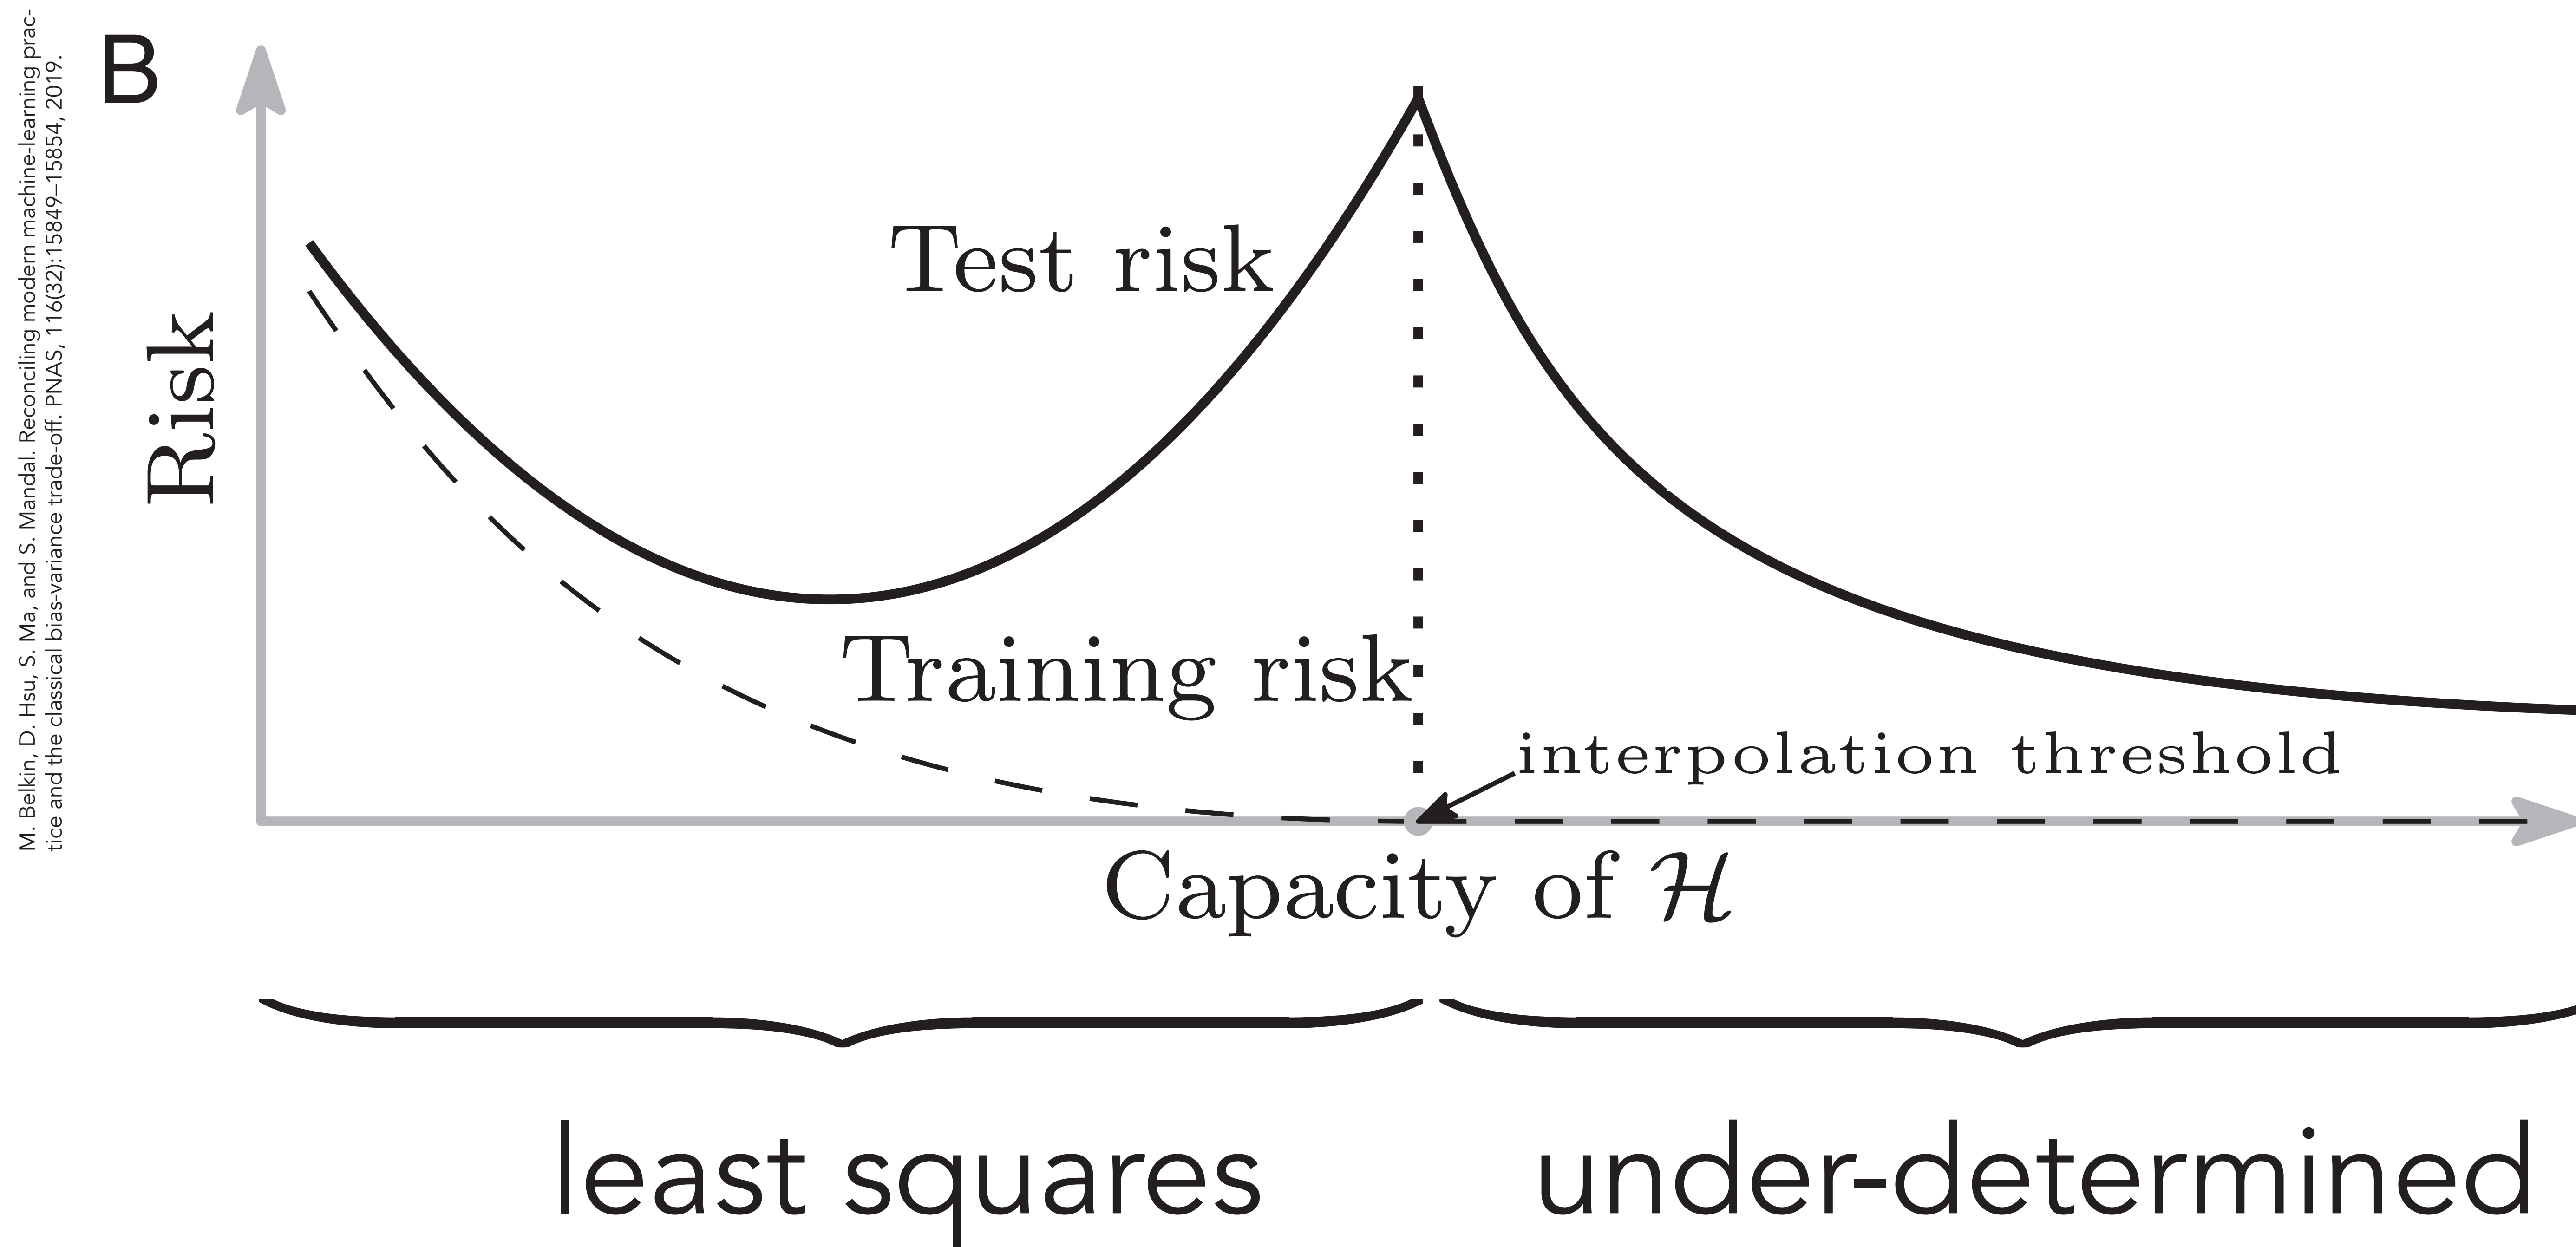 M. Belkin, D. Hsu, S. Ma, and S. Mandal. Reconciling modern machine-learning prac-
tice and the classical bias-variance trade-off. PNAS, 116(32):15849–15854, 2019.
B
Risk
Test risk
Training risk
interpolation threshold
Capacity of ℋ
least squares
under-determined